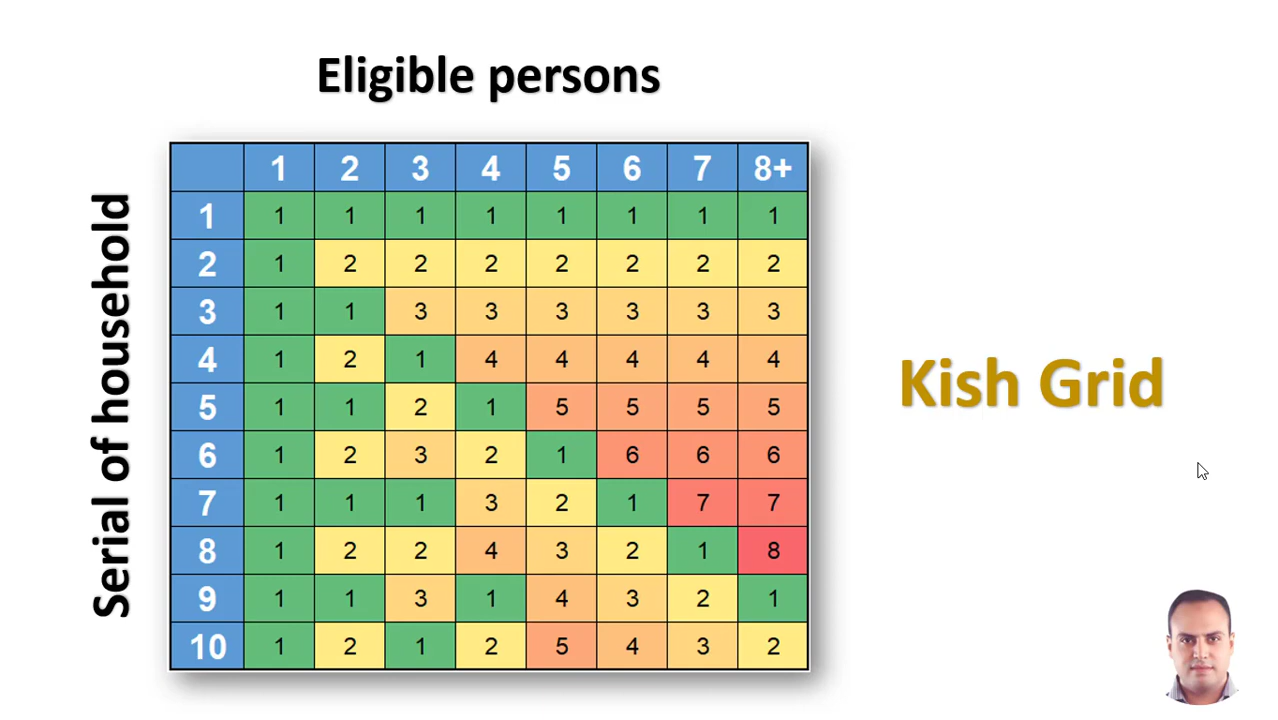 Eligible persons
Serial of household
1 2 3 4 5 6 7 8+
1 1 1 1 1 1 1 1 1
2 1 2 2 2 2 2 2 2
3 1 1 3 3 3 3 3 3
4 1 2 1 4 4 4 4 4
5 1 1 2 1 5 5 5 5
6 1 2 3 2 1 6 6 6
7 1 1 1 3 2 1 7 7
8 1 2 2 4 3 2 1 8
9 1 1 3 1 4 3 2 1
10 1 2 1 2 5 4 3 2
Kish Grid